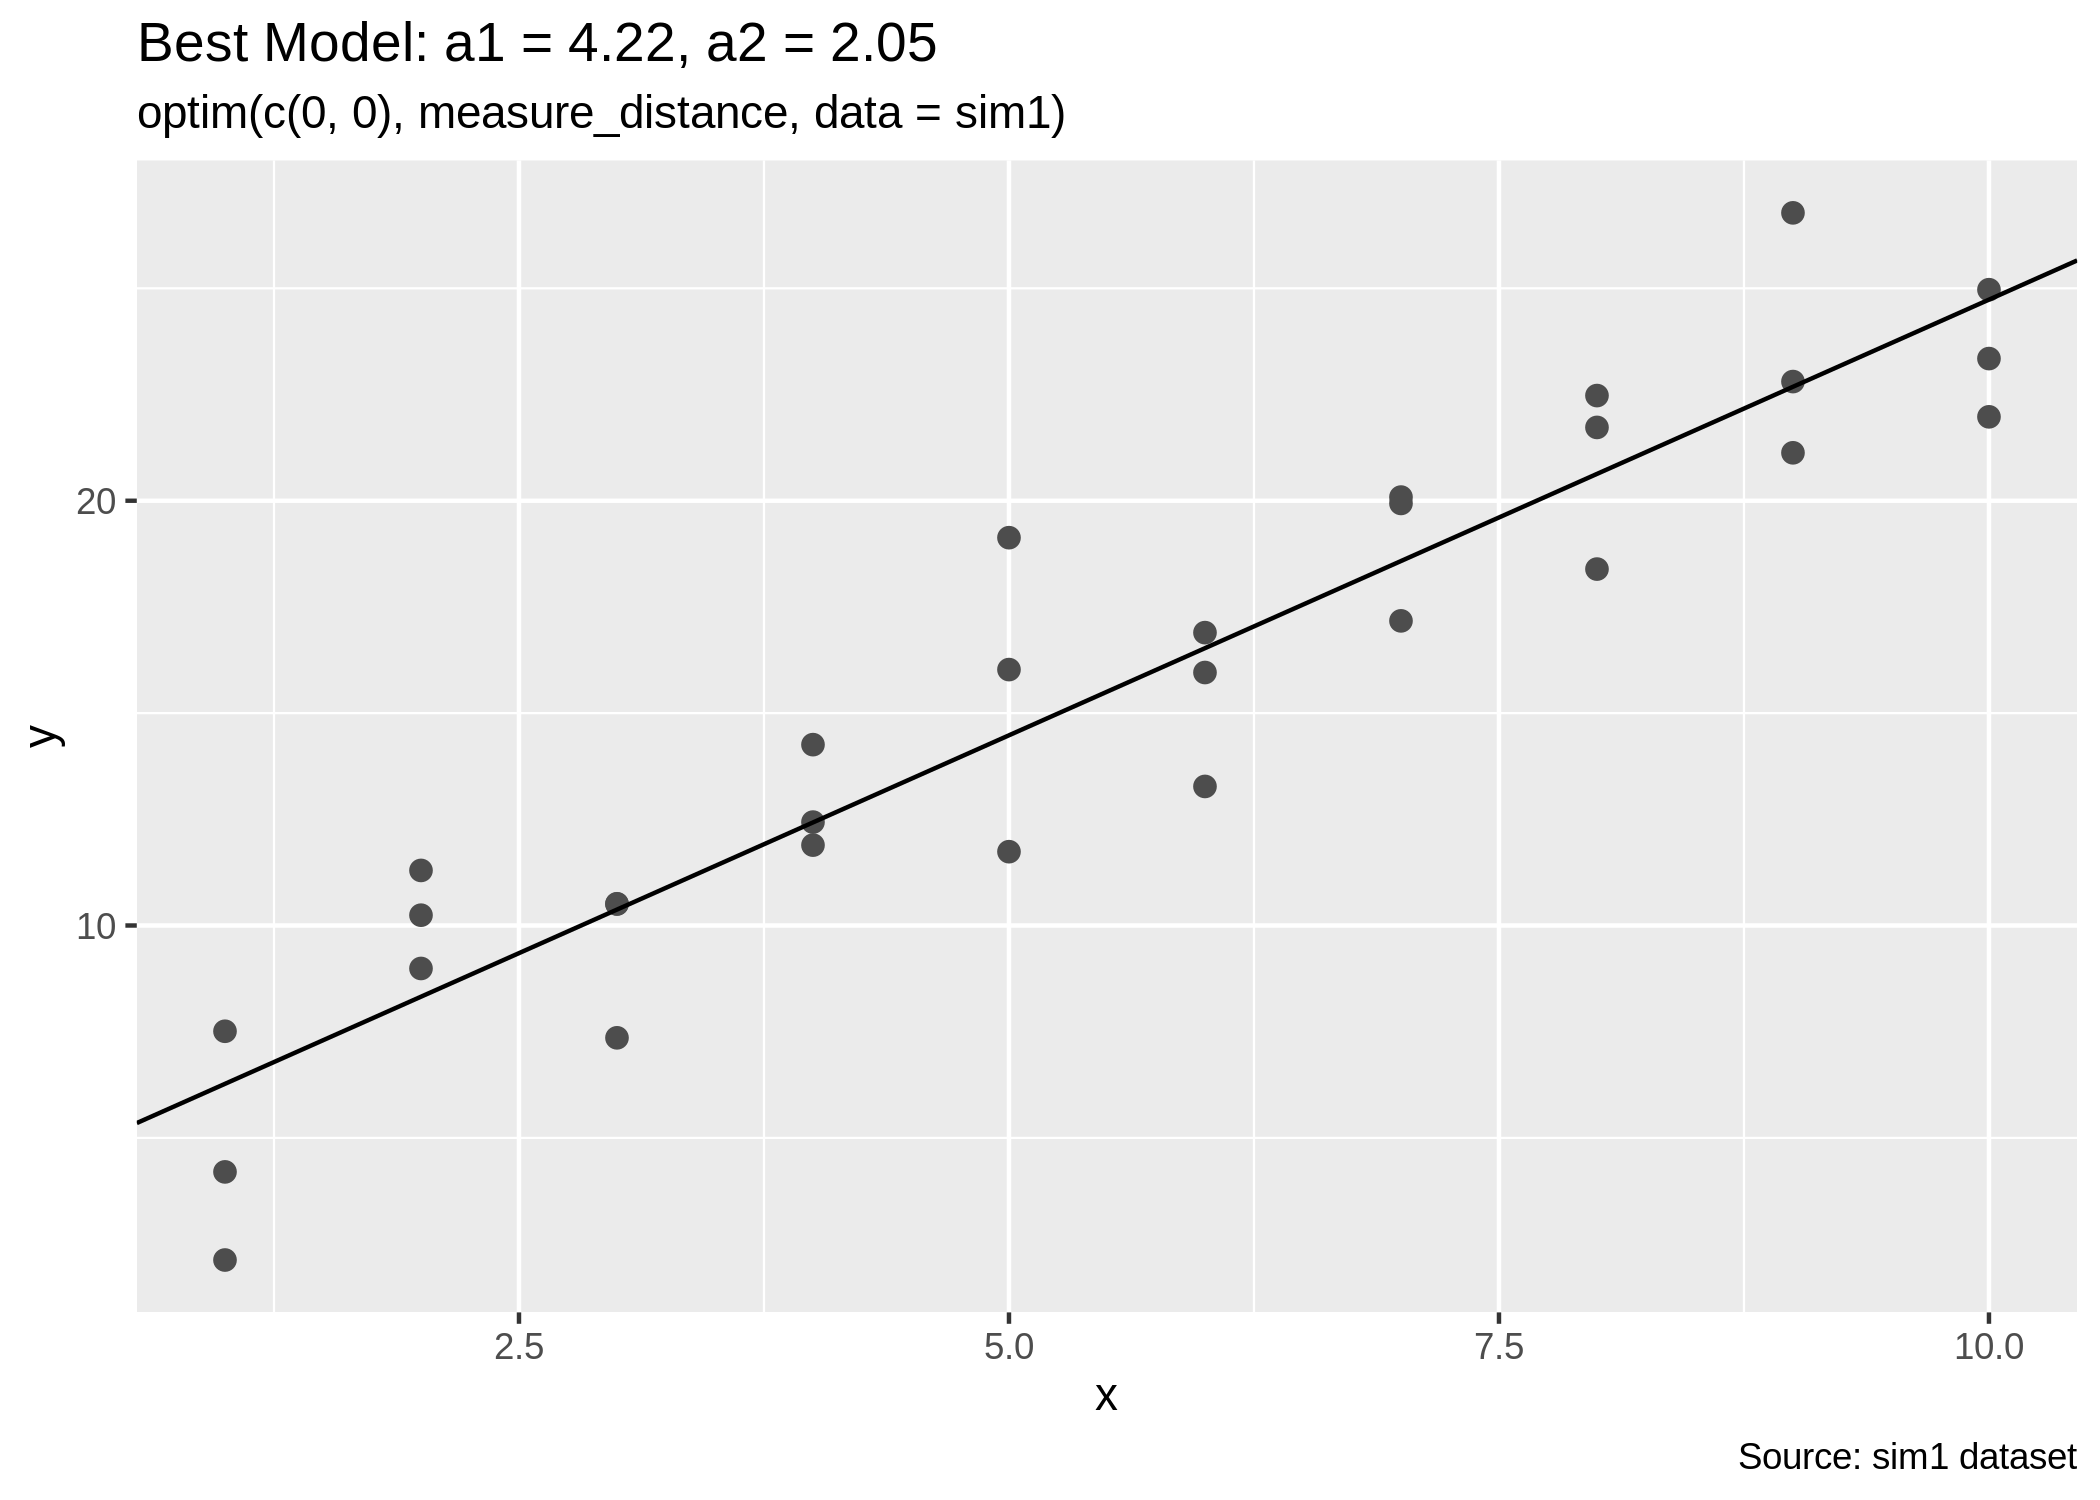 Best Model: a1 = 4.22, a2 = 2.05
optim(c(0, 0), measure_distance, data = sim1)
20
10
y
2.5
5.0
7.5
10.0
x
Source: sim1 dataset